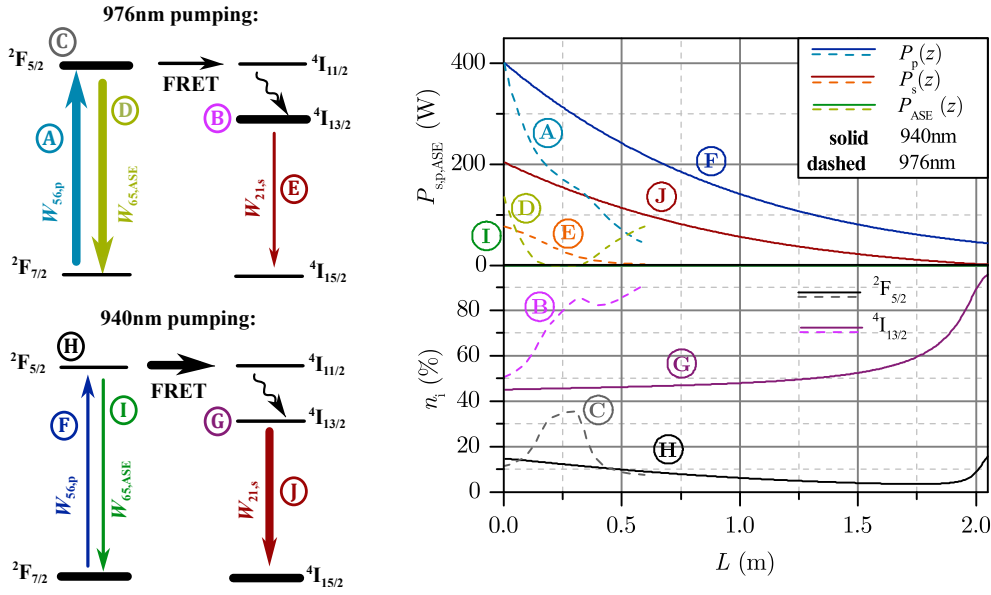 976nm pumping:
C
²F₅/₂
⁴I₁₁/₂
FRET
D
B
⁴I₁₃/₂
A
E
W₅₆,ₚ
W₆₅,ASE
W₂₁,ₛ
²F₇/₂
⁴I₁₅/₂
940nm pumping:
H
²F₅/₂
⁴I₁₁/₂
FRET
I
G
⁴I₁₃/₂
F
J
W₅₆,ₚ
W₆₅,ASE
W₂₁,ₛ
²F₇/₂
⁴I₁₅/₂
P s,p,ASE (W)
400
200
0
Pₚ(z)
Pₛ(z)
P ASE (z)
solid 940nm
dashed 976nm
A
F
J
D
I
E
nᵢ (%)
80
60
40
20
0
²F₅/₂
⁴I₁₃/₂
B
G
C
H
0.0 0.5 1.0 1.5 2.0
L (m)